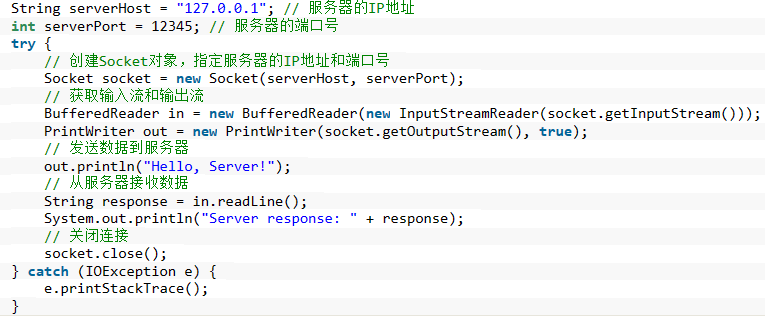 String serverHost = "127.0.0.1"; // 服务器的IP地址
int serverPort = 12345; // 服务器的端口号
try {
    // 创建Socket对象，指定服务器的IP地址和端口号
    Socket socket = new Socket(serverHost, serverPort);
    // 获取输入流和输出流
    BufferedReader in = new BufferedReader(new InputStreamReader(socket.getInputStream()));
    PrintWriter out = new PrintWriter(socket.getOutputStream(), true);
    // 发送数据到服务器
    out.println("Hello, Server!");
    // 从服务器接收数据
    String response = in.readLine();
    System.out.println("Server response: " + response);
    // 关闭连接
    socket.close();
} catch (IOException e) {
    e.printStackTrace();
}